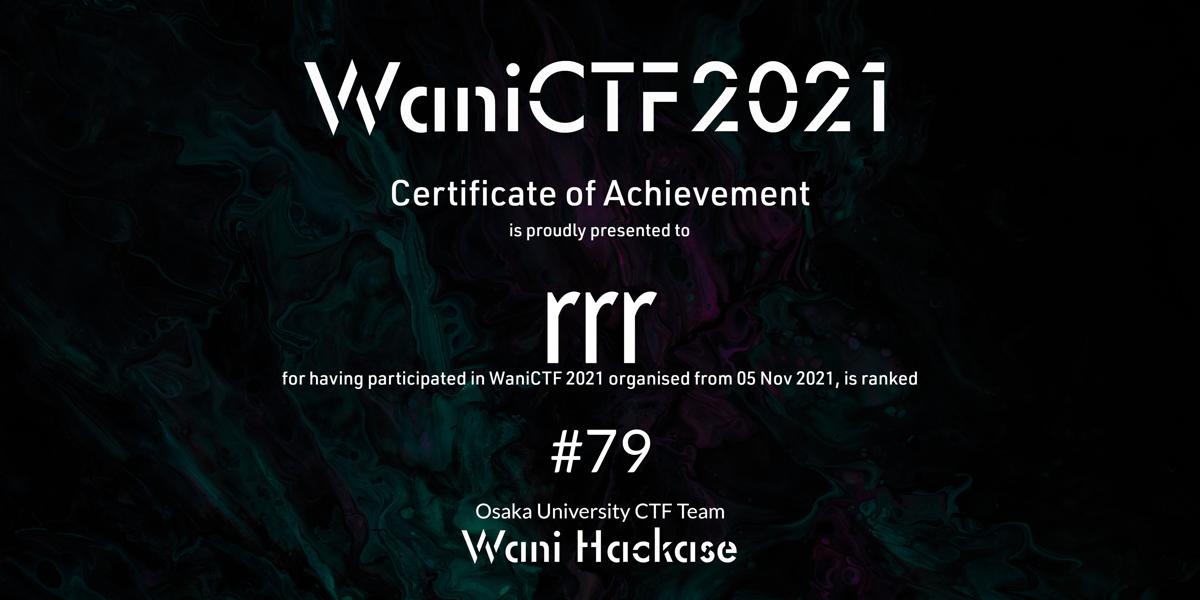 WaniCTF2021
Certificate of Achievement
is proudly presented to
rrr
for having participated in WaniCTF 2021 organised from 05 Nov 2021, is ranked
#79
Osaka University CTF Team
Wani Hackase